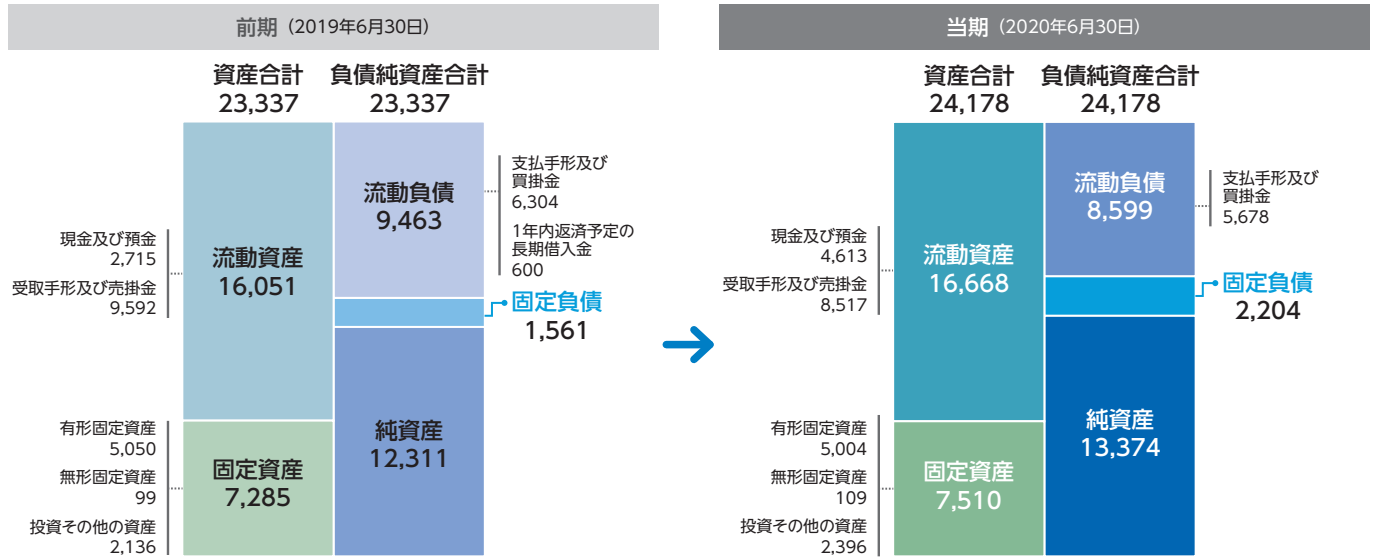 前期（2019年6月30日）
資産合計
23,337
負債純資産合計
23,337
現金及び預金
2,715
受取手形及び売掛金
9,592
流動資産
16,051
有形固定資産
5,050
無形固定資産
99
投資その他の資産
2,136
固定資産
7,285
流動負債
9,463
支払手形及び
買掛金
6,304
1年内返済予定の
長期借入金
600
固定負債
1,561
純資産
12,311
当期（2020年6月30日）
資産合計
24,178
負債純資産合計
24,178
現金及び預金
4,613
受取手形及び売掛金
8,517
流動資産
16,668
有形固定資産
5,004
無形固定資産
109
投資その他の資産
2,396
固定資産
7,510
流動負債
8,599
支払手形及び
買掛金
5,678
固定負債
2,204
純資産
13,374